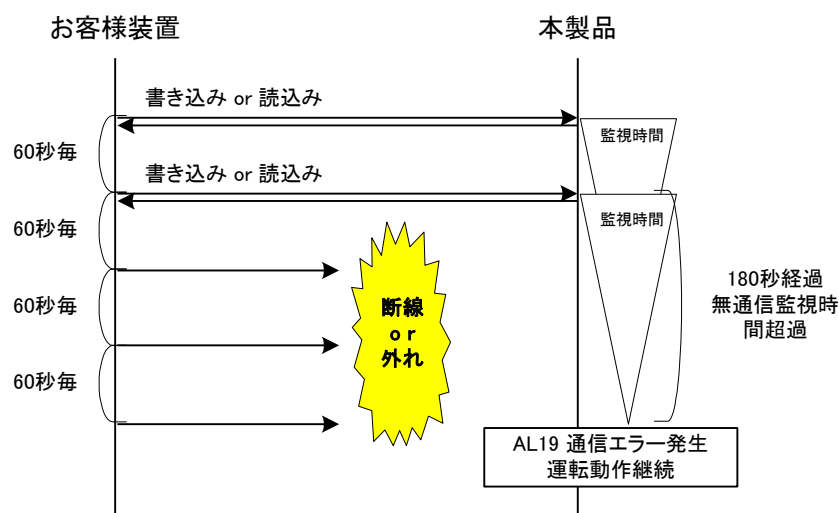 お客様装置
本製品
書き込み or 読込み
監視時間
60秒毎
書き込み or 読込み
60秒毎
監視時間
断線
or
外れ
180秒経過
無通信監視時
間超過
60秒毎
60秒毎
AL19 通信エラー発生
運転動作継続